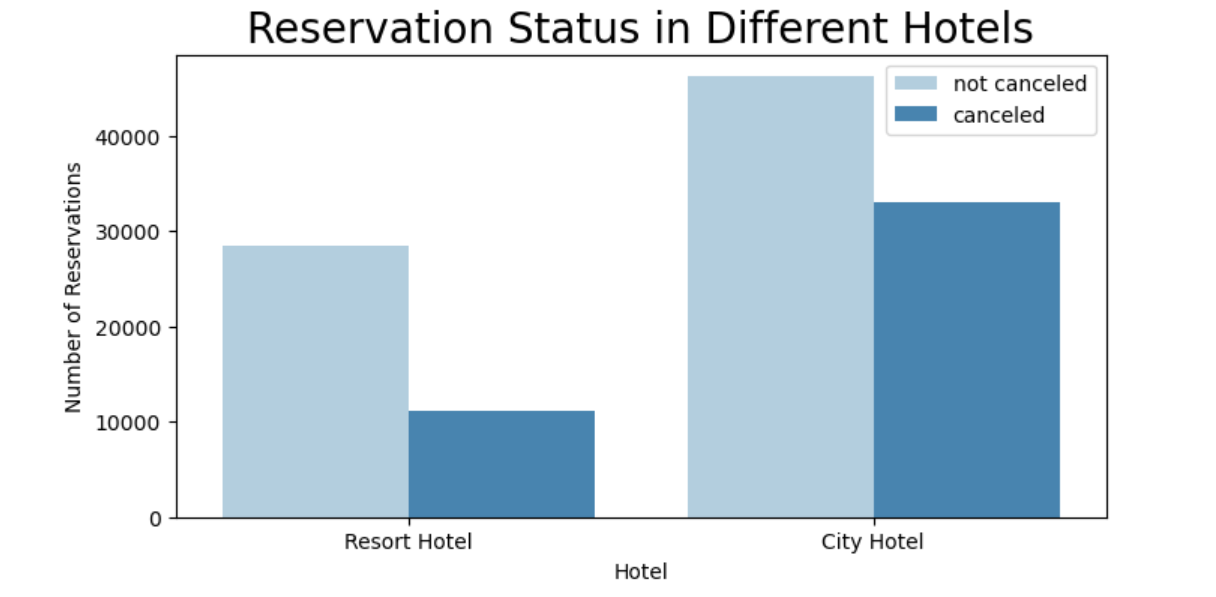 Reservation Status in Different Hotels
not canceled
canceled
Number of Reservations
40000
30000
20000
10000
0
Resort Hotel
City Hotel
Hotel